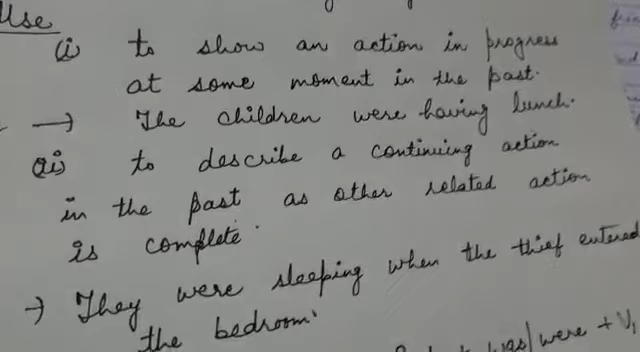 Use
(i) to show an action in progress
at some moment in the past.
→ The children were having lunch.
(ii) to describe a continuing action
in the past as other related action
is complete.
→ They were sleeping when the thief entered
the bedroom.
was/were + V1